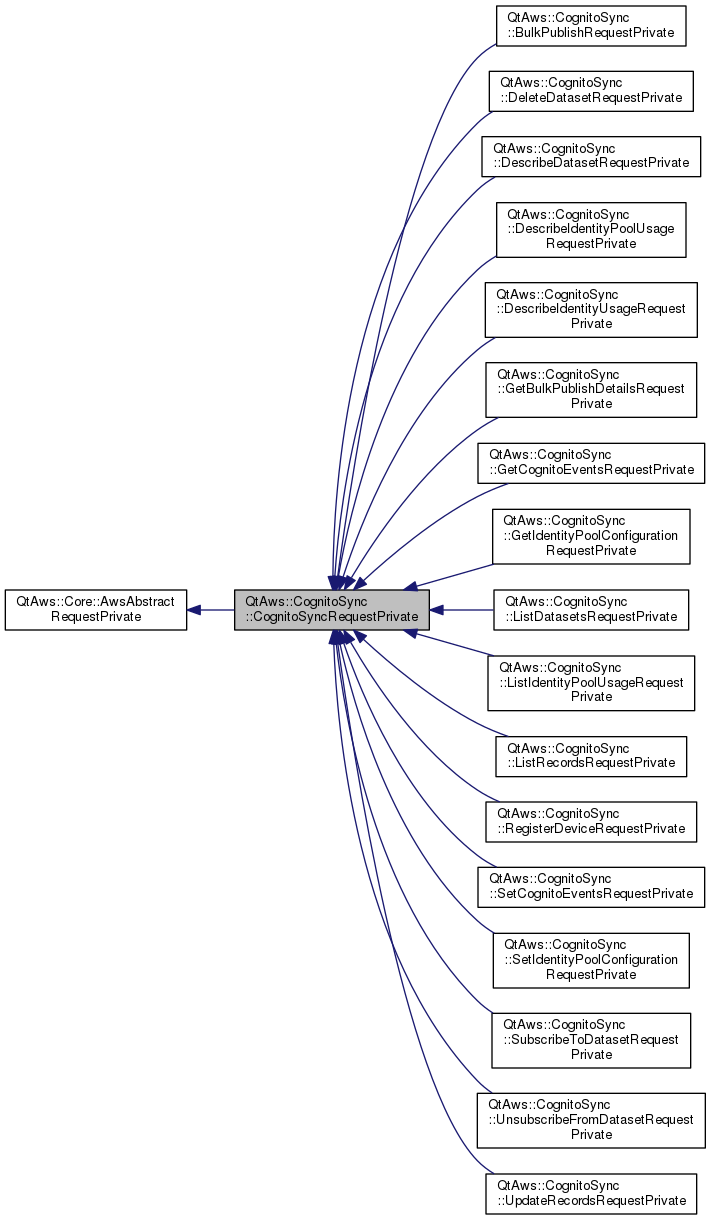 QtAws::CognitoSync
::BulkPublishRequestPrivate
QtAws::CognitoSync
::DeleteDatasetRequestPrivate
QtAws::CognitoSync
::DescribeDatasetRequestPrivate
QtAws::CognitoSync
::DescribeIdentityPoolUsage
RequestPrivate
QtAws::CognitoSync
::DescribeIdentityUsageRequest
Private
QtAws::CognitoSync
::GetBulkPublishDetailsRequest
Private
QtAws::CognitoSync
::GetCognitoEventsRequestPrivate
QtAws::CognitoSync
::GetIdentityPoolConfiguration
RequestPrivate
QtAws::Core::AwsAbstract
RequestPrivate
QtAws::CognitoSync
::CognitoSyncRequestPrivate
QtAws::CognitoSync
::ListDatasetsRequestPrivate
QtAws::CognitoSync
::ListIdentityPoolUsageRequest
Private
QtAws::CognitoSync
::ListRecordsRequestPrivate
QtAws::CognitoSync
::RegisterDeviceRequestPrivate
QtAws::CognitoSync
::SetCognitoEventsRequestPrivate
QtAws::CognitoSync
::SetIdentityPoolConfiguration
RequestPrivate
QtAws::CognitoSync
::SubscribeToDatasetRequest
Private
QtAws::CognitoSync
::UnsubscribeFromDatasetRequest
Private
QtAws::CognitoSync
::UpdateRecordsRequestPrivate